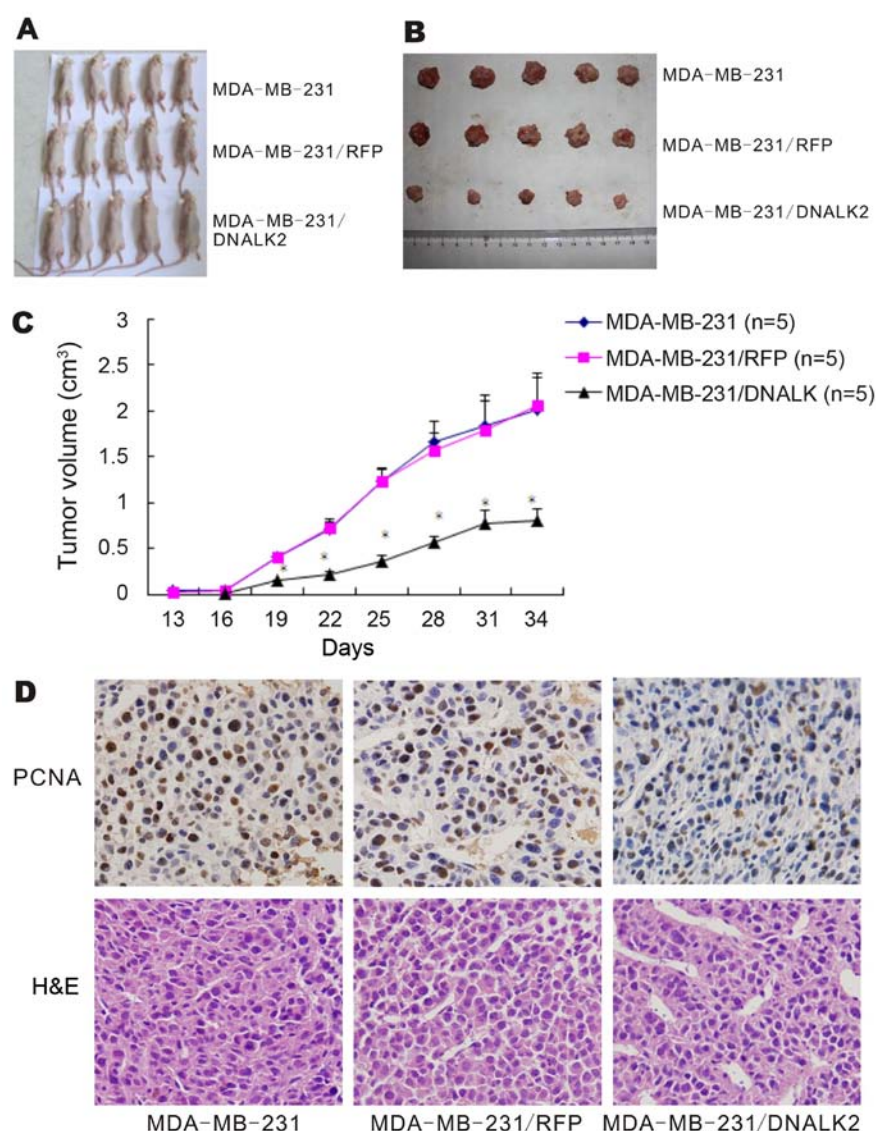 A
MDA-MB-231
MDA-MB-231/RFP
MDA-MB-231/
DNALK2
B
MDA-MB-231
MDA-MB-231/RFP
MDA-MB-231/DNALK2
C
Tumor volume (cm³)
3
2.5
2
1.5
1
0.5
0
13 16 19 22 25 28 31 34
Days
* * * * * *
MDA-MB-231 (n=5)
MDA-MB-231/RFP (n=5)
MDA-MB-231/DNALK (n=5)
D
PCNA
H&E
MDA-MB-231 MDA-MB-231/RFP MDA-MB-231/DNALK2